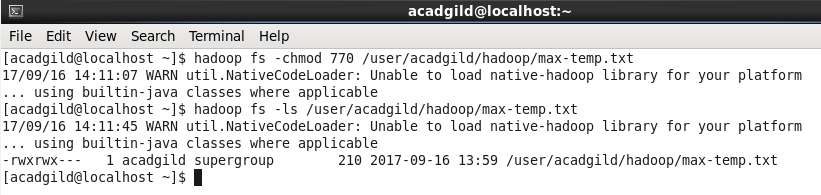 acadgild@localhost:~
File Edit View Search Terminal Help
[acadgild@localhost ~]$ hadoop fs -chmod 770 /user/acadgild/hadoop/max-temp.txt
17/09/16 14:11:07 WARN util.NativeCodeLoader: Unable to load native-hadoop library for your platform
... using builtin-java classes where applicable
[acadgild@localhost ~]$ hadoop fs -ls /user/acadgild/hadoop/max-temp.txt
17/09/16 14:11:45 WARN util.NativeCodeLoader: Unable to load native-hadoop library for your platform
... using builtin-java classes where applicable
-rwxrwx---   1 acadgild supergroup        210 2017-09-16 13:59 /user/acadgild/hadoop/max-temp.txt
[acadgild@localhost ~]$